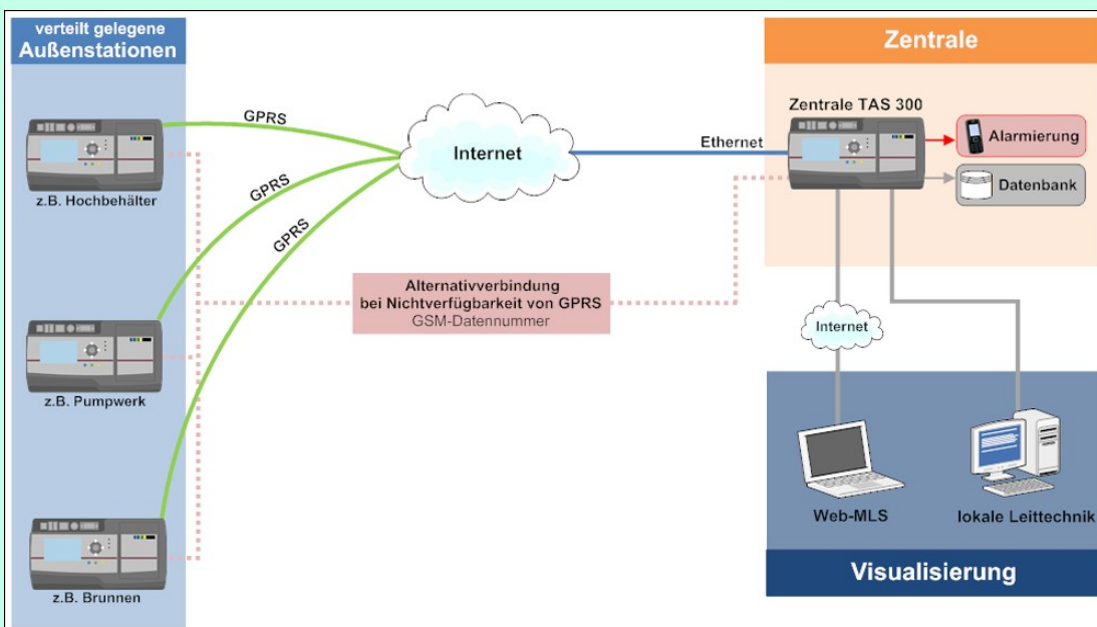 verteilt gelegene
Außenstationen
z.B. Hochbehälter
z.B. Pumpwerk
z.B. Brunnen
GPRS
GPRS
GPRS
Internet
Ethernet
Alternativverbindung
bei Nichtverfügbarkeit von GPRS
GSM-Datennummer
Zentrale
Zentrale TAS 300
Alarmierung
Datenbank
Internet
Web-MLS
lokale Leittechnik
Visualisierung